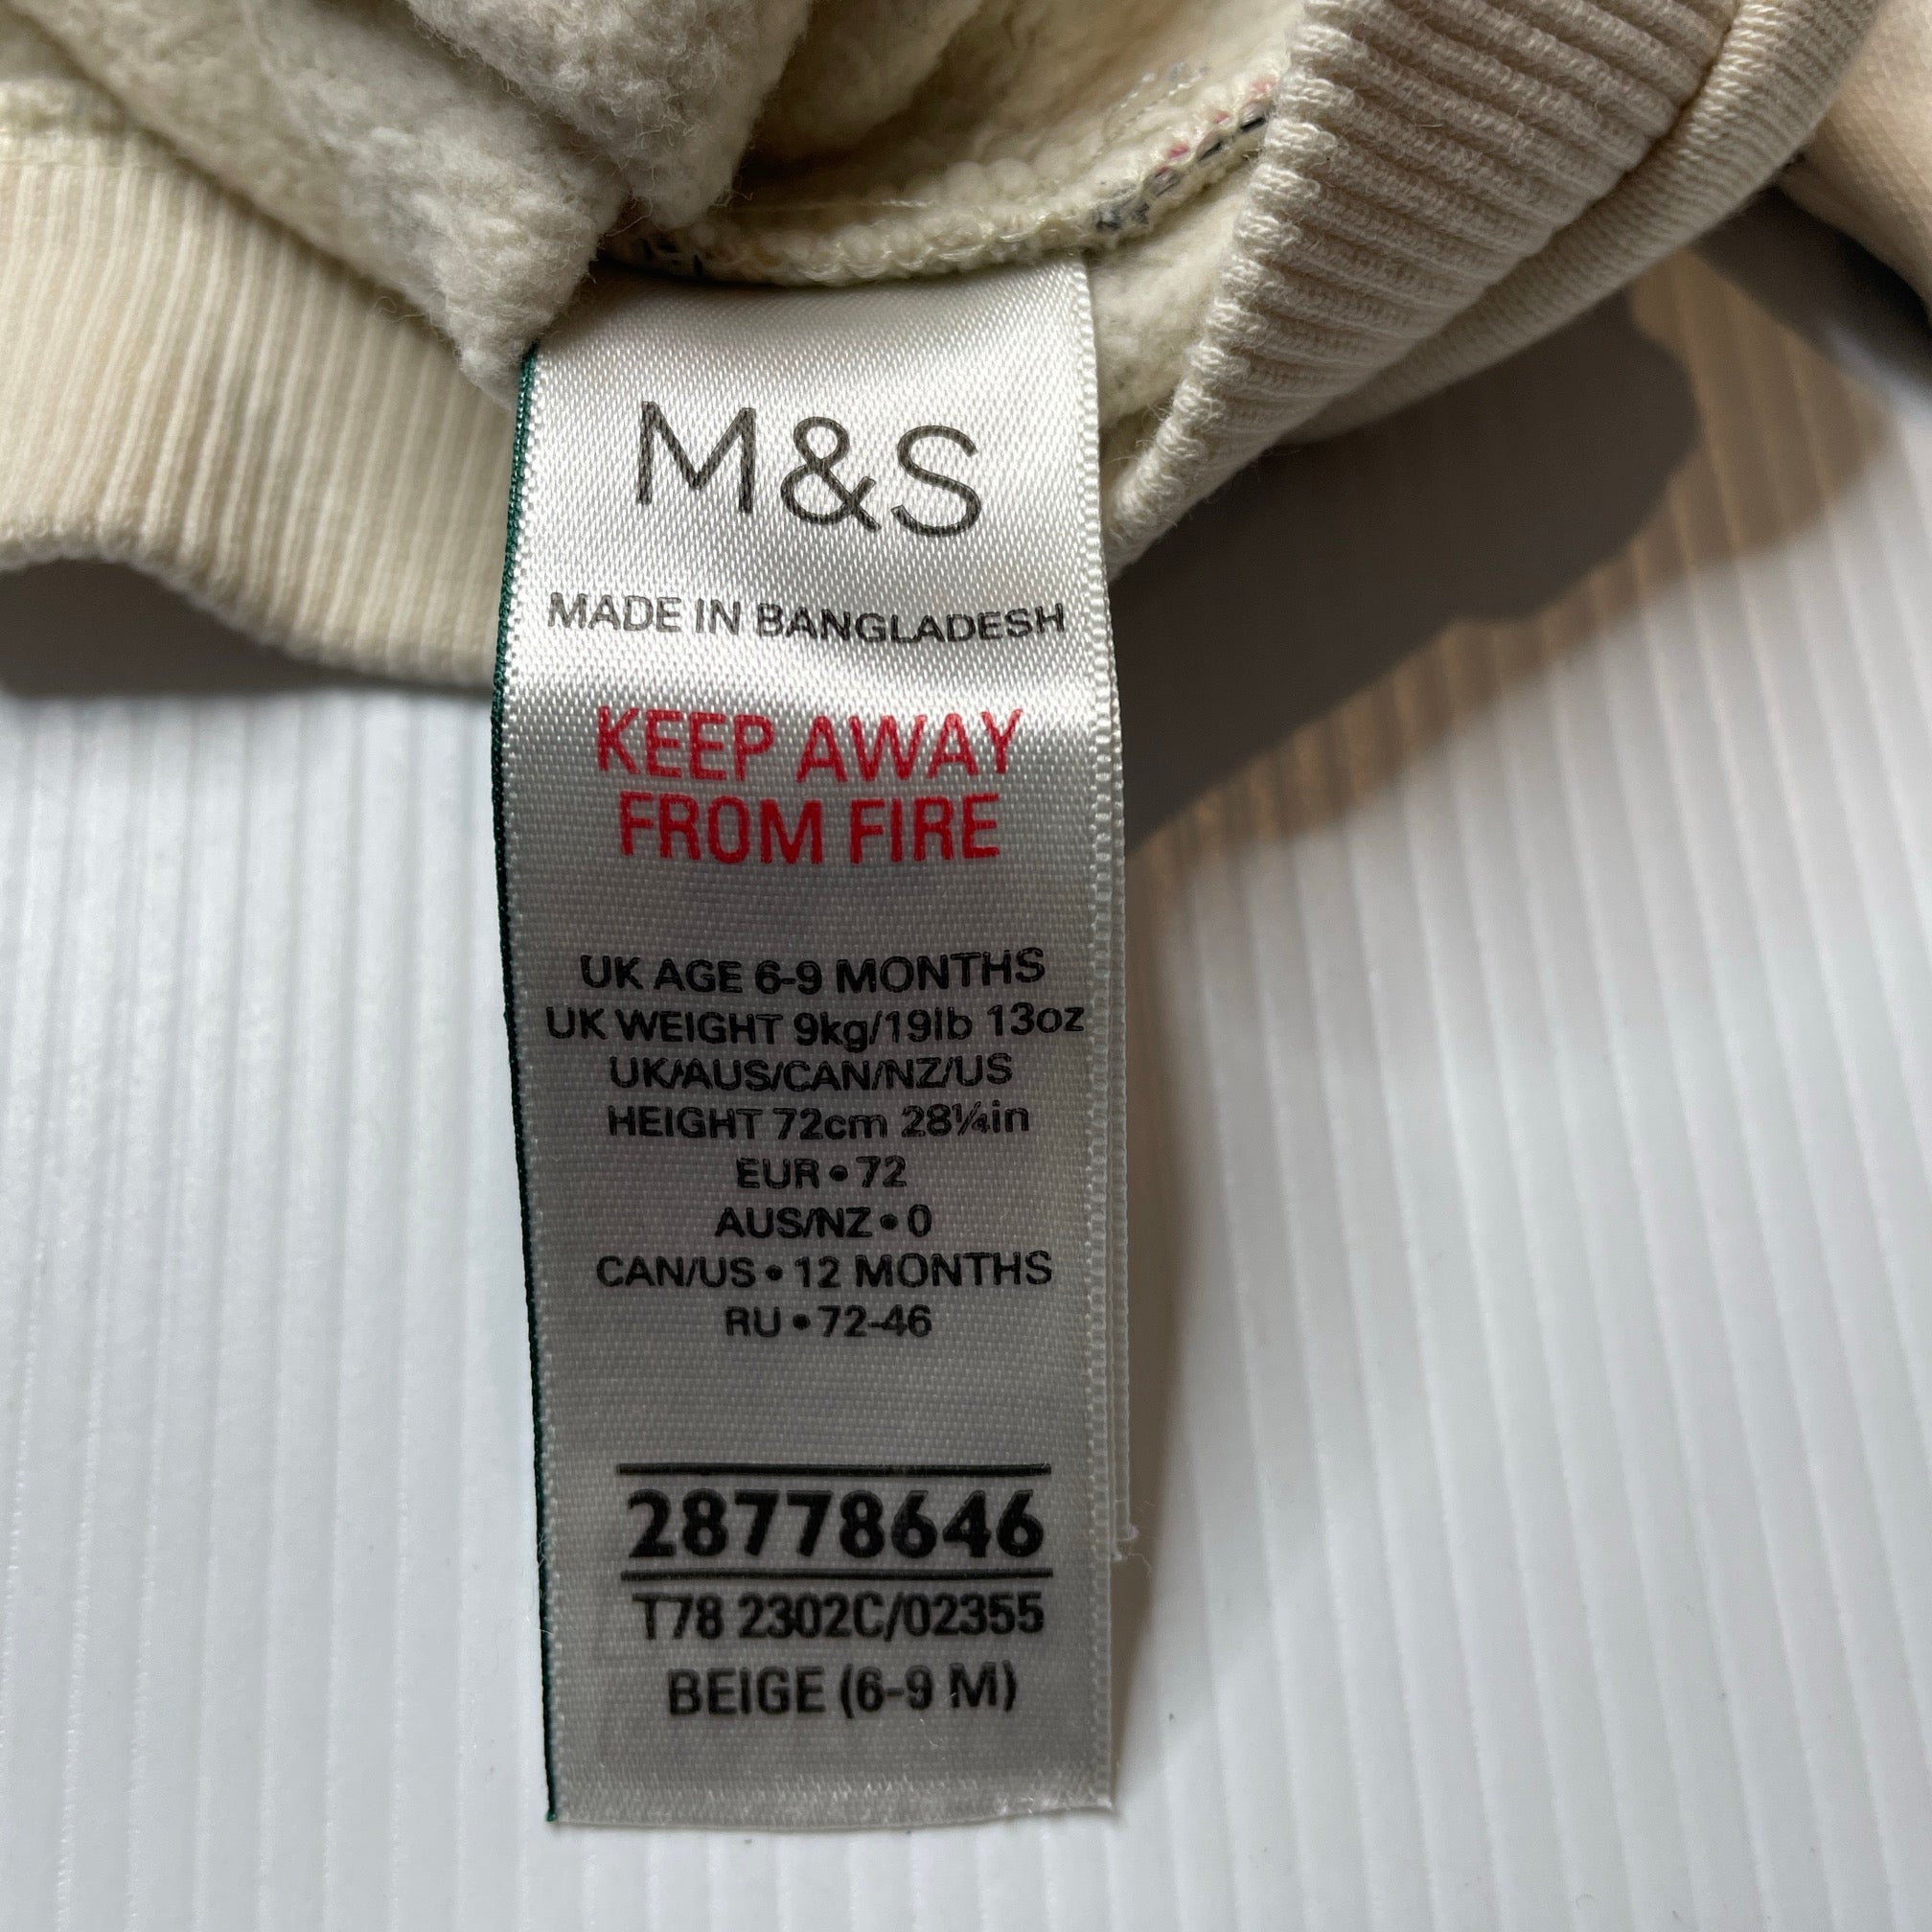 M&S
MADE IN BANGLADESH
KEEP AWAY
FROM FIRE
UK AGE 6-9 MONTHS
UK WEIGHT 9kg/19lb 13oz
UK/AUS/CAN/NZ/US
HEIGHT 72cm 28¼in
EUR • 72
AUS/NZ • 0
CAN/US • 12 MONTHS
RU • 72-46
28778646
T78 2302C/02355
BEIGE (6-9 M)